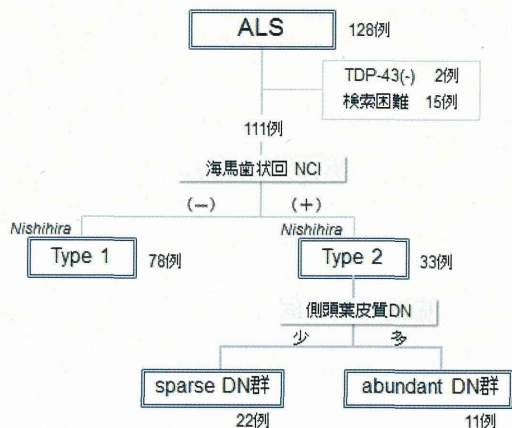 ALS 128例
TDP-43(-) 2例
検索困難 15例
111例
海馬歯状回 NCI
(－) (＋)
Nishihira Nishihira
Type 1 78例 Type 2 33例
側頭葉皮質DN
少 多
sparse DN群 abundant DN群
22例 11例